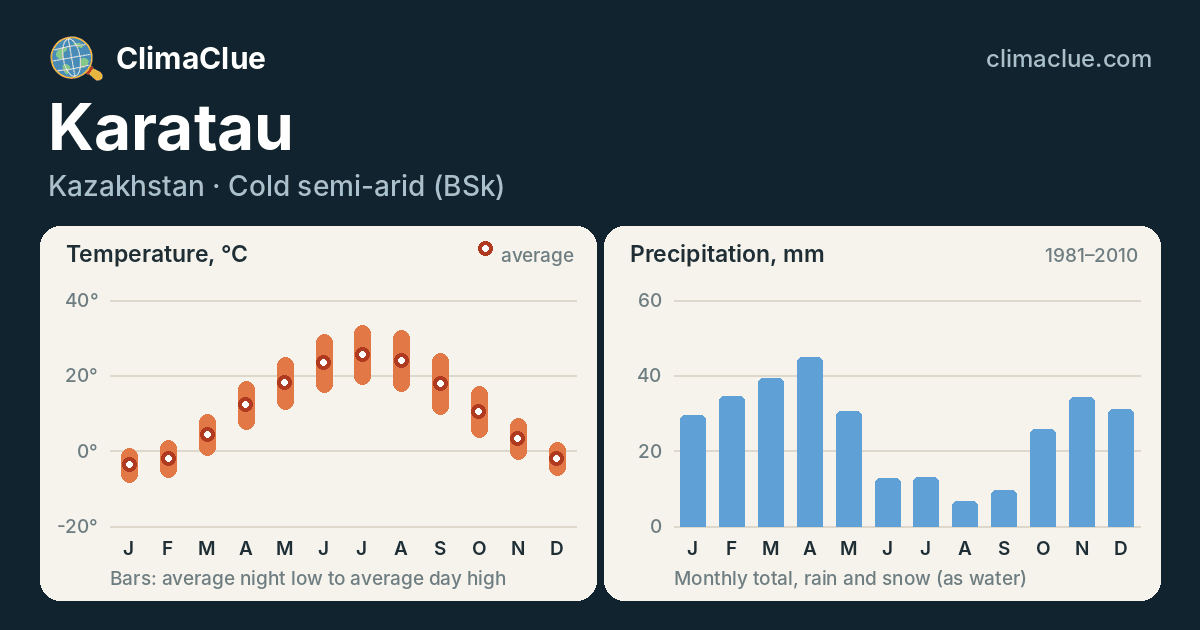 ClimaClue
climaclue.com
Karatau
Kazakhstan · Cold semi-arid (BSk)
Temperature, °C
average
40°
20°
0°
-20°
J F M A M J J A S O N D
Bars: average night low to average day high
Precipitation, mm
1981–2010
60
40
20
0
J F M A M J J A S O N D
Monthly total, rain and snow (as water)